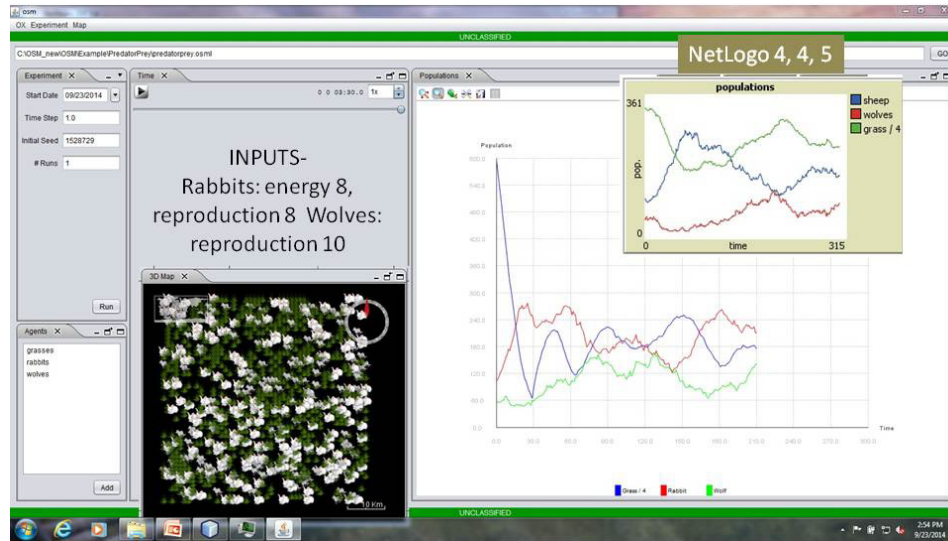 osm
OX Experiment Map
UNCLASSIFIED
C:\OSM_new\OSM\Example\PredatorPrey\predatorprey.osml
GO
Experiment
Start Date 09/23/2014
Time Step 1.0
Initial Seed 1528729
# Runs 1
Run
Agents
grasses
rabbits
wolves
Add
Time
0 0 03:30.0 1x
INPUTS-
Rabbits: energy 8,
reproduction 8 Wolves:
reproduction 10
3D Map
10 Km
Populations
NetLogo 4, 4, 5
populations
361
pop.
0
0 time 315
sheep
wolves
grass / 4
Population
600.0
540.0
480.0
420.0
360.0
300.0
240.0
180.0
120.0
60.0
0.0
Time
0.0 30.0 60.0 90.0 120.0 150.0 180.0 210.0 240.0 270.0 300.0
Grass / 4 Rabbit Wolf
UNCLASSIFIED
2:54 PM
9/23/2014